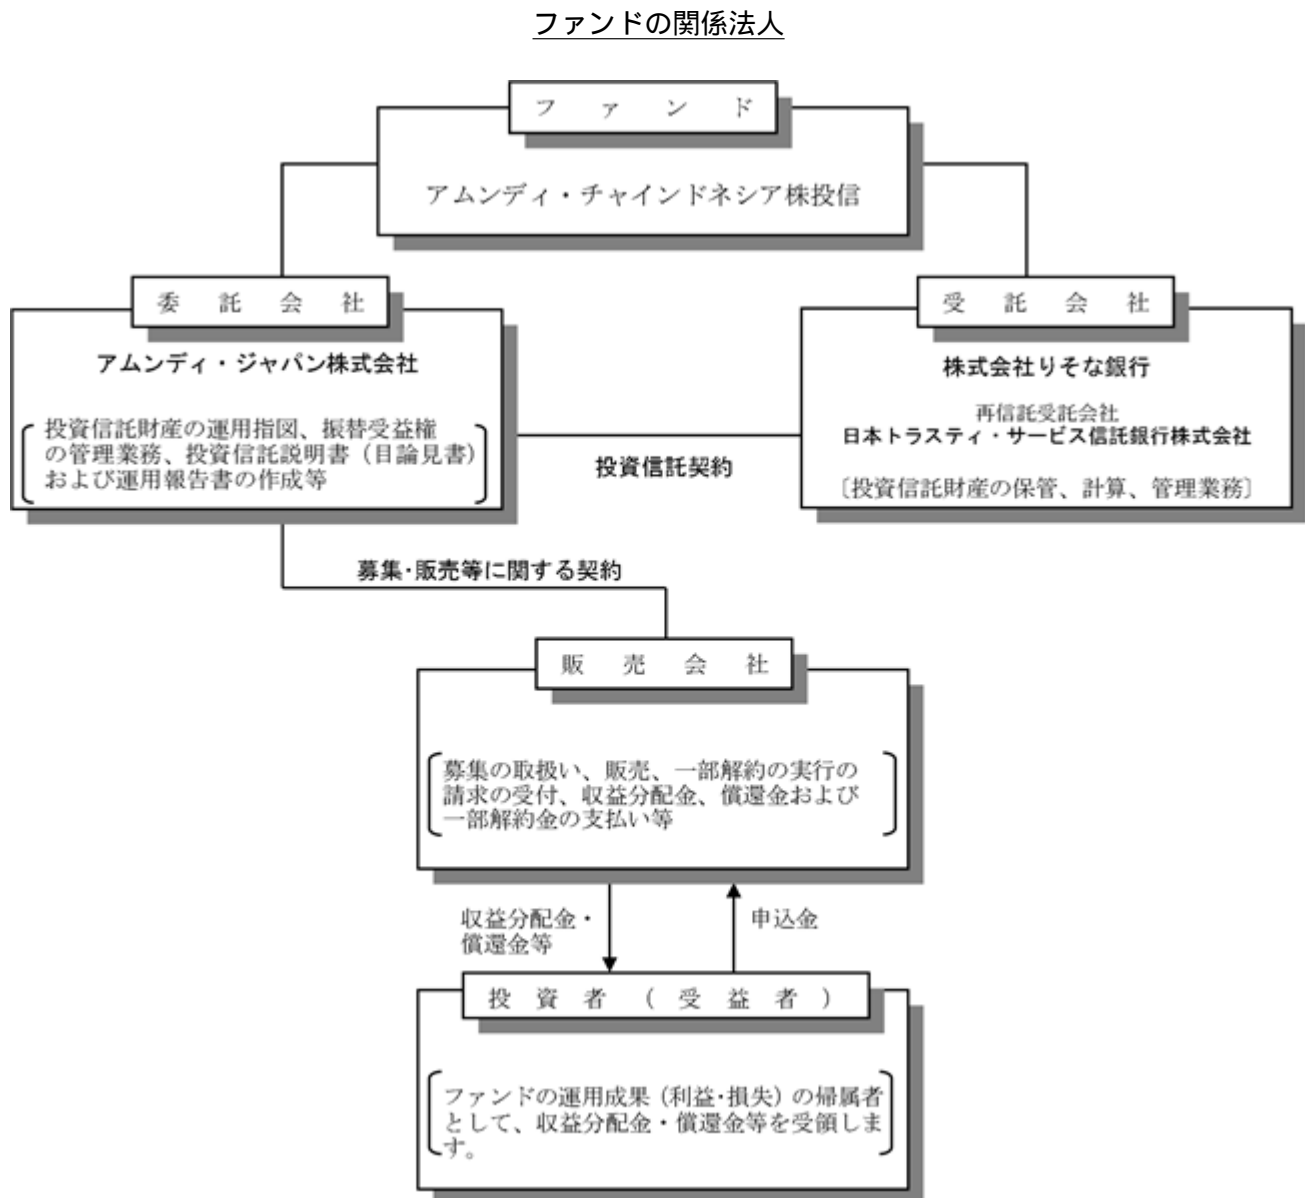 ファンドの関係法人
ファンド
アムンディ・チャインドネシア株投信
委託会社
アムンディ・ジャパン株式会社
投資信託財産の運用指図、振替受益権
の管理業務、投資信託説明書(目論見書)
および運用報告書の作成等
投資信託契約
受託会社
株式会社りそな銀行
再信託受託会社
日本トラスティ・サービス信託銀行株式会社
〔投資信託財産の保管、計算、管理業務〕
募集・販売等に関する契約
販売会社
募集の取扱い、販売、一部解約の実行の
請求の受付、収益分配金、償還金および
一部解約金の支払い等
収益分配金・
償還金等
申込金
投資者(受益者)
ファンドの運用成果(利益・損失)の帰属者
として、収益分配金・償還金等を受領しま
す。